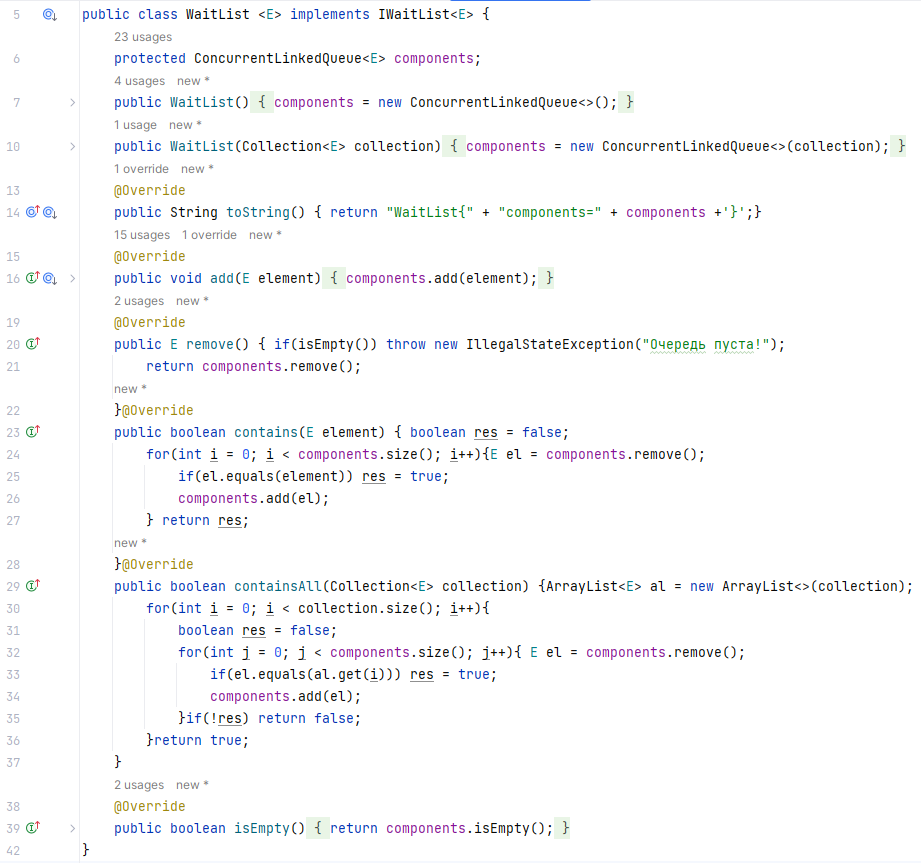 5 public class WaitList <E> implements IWaitList<E> {
23 usages
6 protected ConcurrentLinkedQueue<E> components;
4 usages new *
7 public WaitList() { components = new ConcurrentLinkedQueue<>(); }
1 usage new *
10 public WaitList(Collection<E> collection) { components = new ConcurrentLinkedQueue<>(collection); }
1 override new *
13 @Override
14 public String toString() { return "WaitList{" + "components=" + components +'}';}
15 usages 1 override new *
15 @Override
16 public void add(E element) { components.add(element); }
2 usages new *
19 @Override
20 public E remove() { if(isEmpty()) throw new IllegalStateException("Очередь пуста!");
21 return components.remove();
new *
22 }@Override
23 public boolean contains(E element) { boolean res = false;
24 for(int i = 0; i < components.size(); i++){E el = components.remove();
25 if(el.equals(element)) res = true;
26 components.add(el);
27 } return res;
new *
28 }@Override
29 public boolean containsAll(Collection<E> collection) {ArrayList<E> al = new ArrayList<>(collection);
30 for(int i = 0; i < collection.size(); i++){
31 boolean res = false;
32 for(int j = 0; j < components.size(); j++){ E el = components.remove();
33 if(el.equals(al.get(i))) res = true;
34 components.add(el);
35 }if(!res) return false;
36 }return true;
37 }
2 usages new *
38 @Override
39 public boolean isEmpty() { return components.isEmpty(); }
42 }